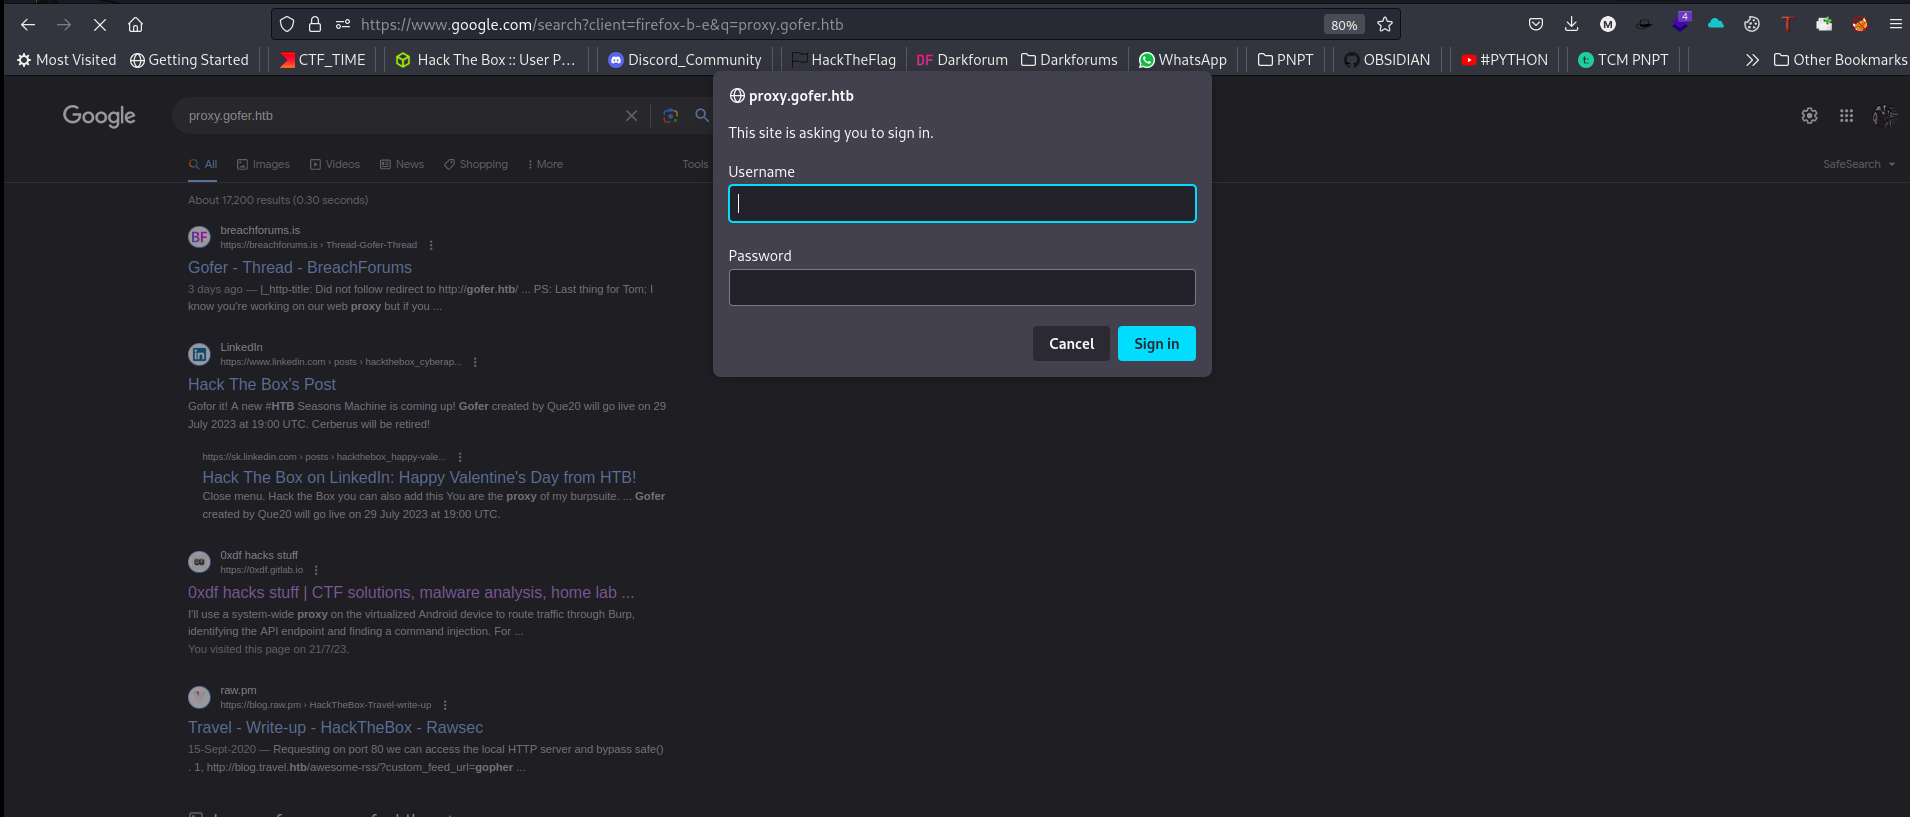 https://www.google.com/search?client=firefox-b-e&q=proxy.gofer.htb
80%
4
Most Visited
Getting Started
CTF_TIME
Hack The Box :: User P…
Discord_Community
HackTheFlag
DF Darkforum
Darkforums
WhatsApp
PNPT
OBSIDIAN
#PYTHON
TCM PNPT
Other Bookmarks
proxy.gofer.htb
This site is asking you to sign in.
Username
Password
Cancel
Sign in
Google
proxy.gofer.htb
All
Images
Videos
News
Shopping
More
Tools
SafeSearch
About 17,200 results (0.30 seconds)
BF
breachforums.is
https://breachforums.is › Thread-Gofer-Thread
Gofer - Thread - BreachForums
3 days ago — |_http-title: Did not follow redirect to http://gofer.htb/ ... PS: Last thing for Tom; I
know you're working on our web proxy but if you ...
in
LinkedIn
https://www.linkedin.com › posts › hackthebox_cyberap...
Hack The Box's Post
Gofor it! A new #HTB Seasons Machine is coming up! Gofer created by Que20 will go live on 29
July 2023 at 19:00 UTC. Cerberus will be retired!
https://sk.linkedin.com › posts › hackthebox_happy-vale...
Hack The Box on LinkedIn: Happy Valentine's Day from HTB!
Close menu. Hack the Box you can also add this You are the proxy of my burpsuite. ... Gofer
created by Que20 will go live on 29 July 2023 at 19:00 UTC.
0xdf hacks stuff
https://0xdf.gitlab.io
0xdf hacks stuff | CTF solutions, malware analysis, home lab ...
I'll use a system-wide proxy on the virtualized Android device to route traffic through Burp,
identifying the API endpoint and finding a command injection. For ...
You visited this page on 21/7/23.
raw.pm
https://blog.raw.pm › HackTheBox-Travel-write-up
Travel - Write-up - HackTheBox - Rawsec
15-Sept-2020 — Requesting on port 80 we can access the local HTTP server and bypass safe()
. 1, http://blog.travel.htb/awesome-rss/?custom_feed_url=gopher ...